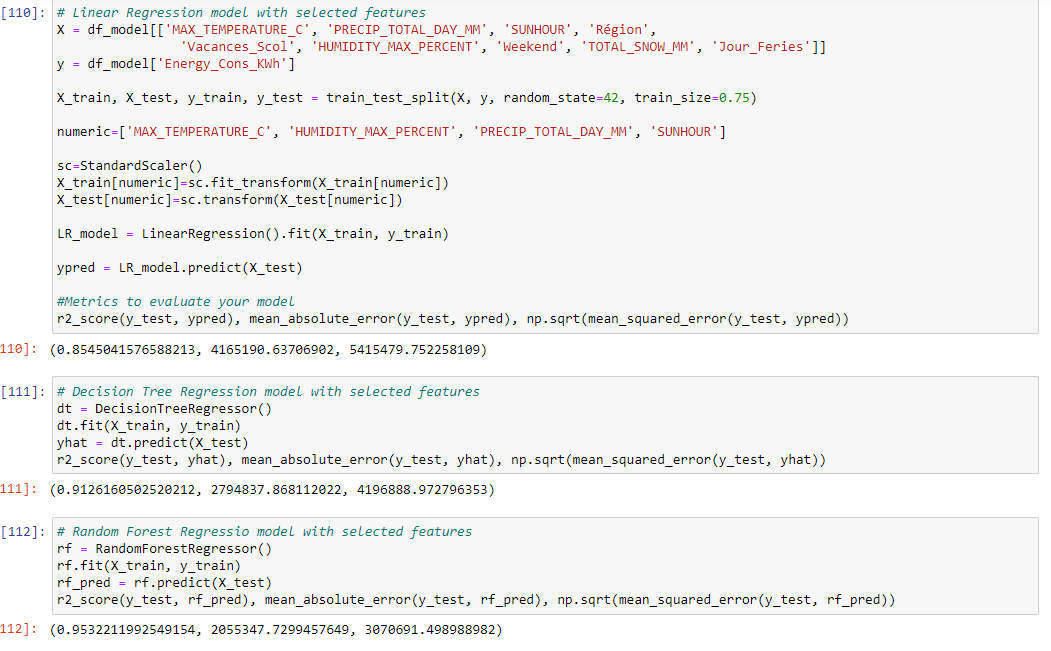 [110]: # Linear Regression model with selected features
X = df_model[['MAX_TEMPERATURE_C', 'PRECIP_TOTAL_DAY_MM', 'SUNHOUR', 'Région',
'Vacances_Scol', 'HUMIDITY_MAX_PERCENT', 'Weekend', 'TOTAL_SNOW_MM', 'Jour_Feries']]
y = df_model['Energy_Cons_KWh']
X_train, X_test, y_train, y_test = train_test_split(X, y, random_state=42, train_size=0.75)
numeric=['MAX_TEMPERATURE_C', 'HUMIDITY_MAX_PERCENT', 'PRECIP_TOTAL_DAY_MM', 'SUNHOUR']
sc=StandardScaler()
X_train[numeric]=sc.fit_transform(X_train[numeric])
X_test[numeric]=sc.transform(X_test[numeric])
LR_model = LinearRegression().fit(X_train, y_train)
ypred = LR_model.predict(X_test)
#Metrics to evaluate your model
r2_score(y_test, ypred), mean_absolute_error(y_test, ypred), np.sqrt(mean_squared_error(y_test, ypred))
110]: (0.8545041576588213, 4165190.63706902, 5415479.752258109)
[111]: # Decision Tree Regression model with selected features
dt = DecisionTreeRegressor()
dt.fit(X_train, y_train)
yhat = dt.predict(X_test)
r2_score(y_test, yhat), mean_absolute_error(y_test, yhat), np.sqrt(mean_squared_error(y_test, yhat))
111]: (0.9126160502520212, 2794837.868112022, 4196888.972796353)
[112]: # Random Forest Regressio model with selected features
rf = RandomForestRegressor()
rf.fit(X_train, y_train)
rf_pred = rf.predict(X_test)
r2_score(y_test, rf_pred), mean_absolute_error(y_test, rf_pred), np.sqrt(mean_squared_error(y_test, rf_pred))
112]: (0.9532211992549154, 2055347.7299457649, 3070691.498988982)